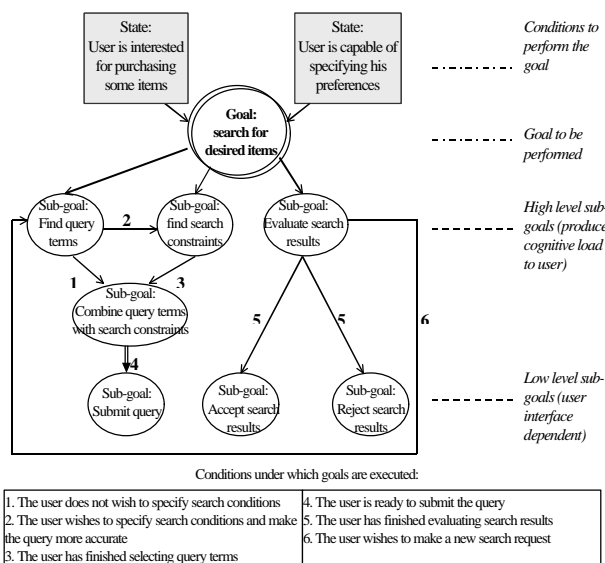 State:
User is interested
for purchasing
some items
State:
User is capable of
specifying his
preferences
Conditions to
perform the
goal
Goal:
search for
desired items
Goal to be
performed
Sub-goal:
Find query
terms
2
Sub-goal:
find search
constraints
Sub-goal:
Evaluate search
results
High level sub-
goals (produce
cognitive load
to user)
1
3
Sub-goal:
Combine query terms
with search constraints
5
5
6
4
Sub-goal:
Submit query
Sub-goal:
Accept search
results
Sub-goal:
Reject search
results
Low level sub-
goals (user
interface
dependent)
Conditions under which goals are executed:
1. The user does not wish to specify search conditions
2. The user wishes to specify search conditions and make
the query more accurate
3. The user has finished selecting query terms
4. The user is ready to submit the query
5. The user has finished evaluating search results
6. The user wishes to make a new search request